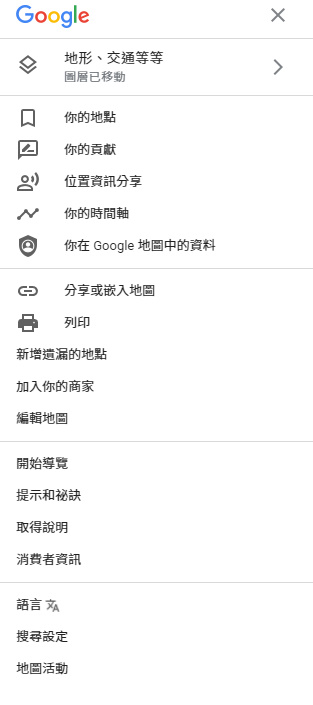 Google
地形、交通等等
圖層已移動
你的地點
你的貢獻
位置資訊分享
你的時間軸
你在 Google 地圖中的資料
分享或嵌入地圖
列印
新增遺漏的地點
加入你的商家
編輯地圖
開始導覽
提示和祕訣
取得說明
消費者資訊
語言
搜尋設定
地圖活動